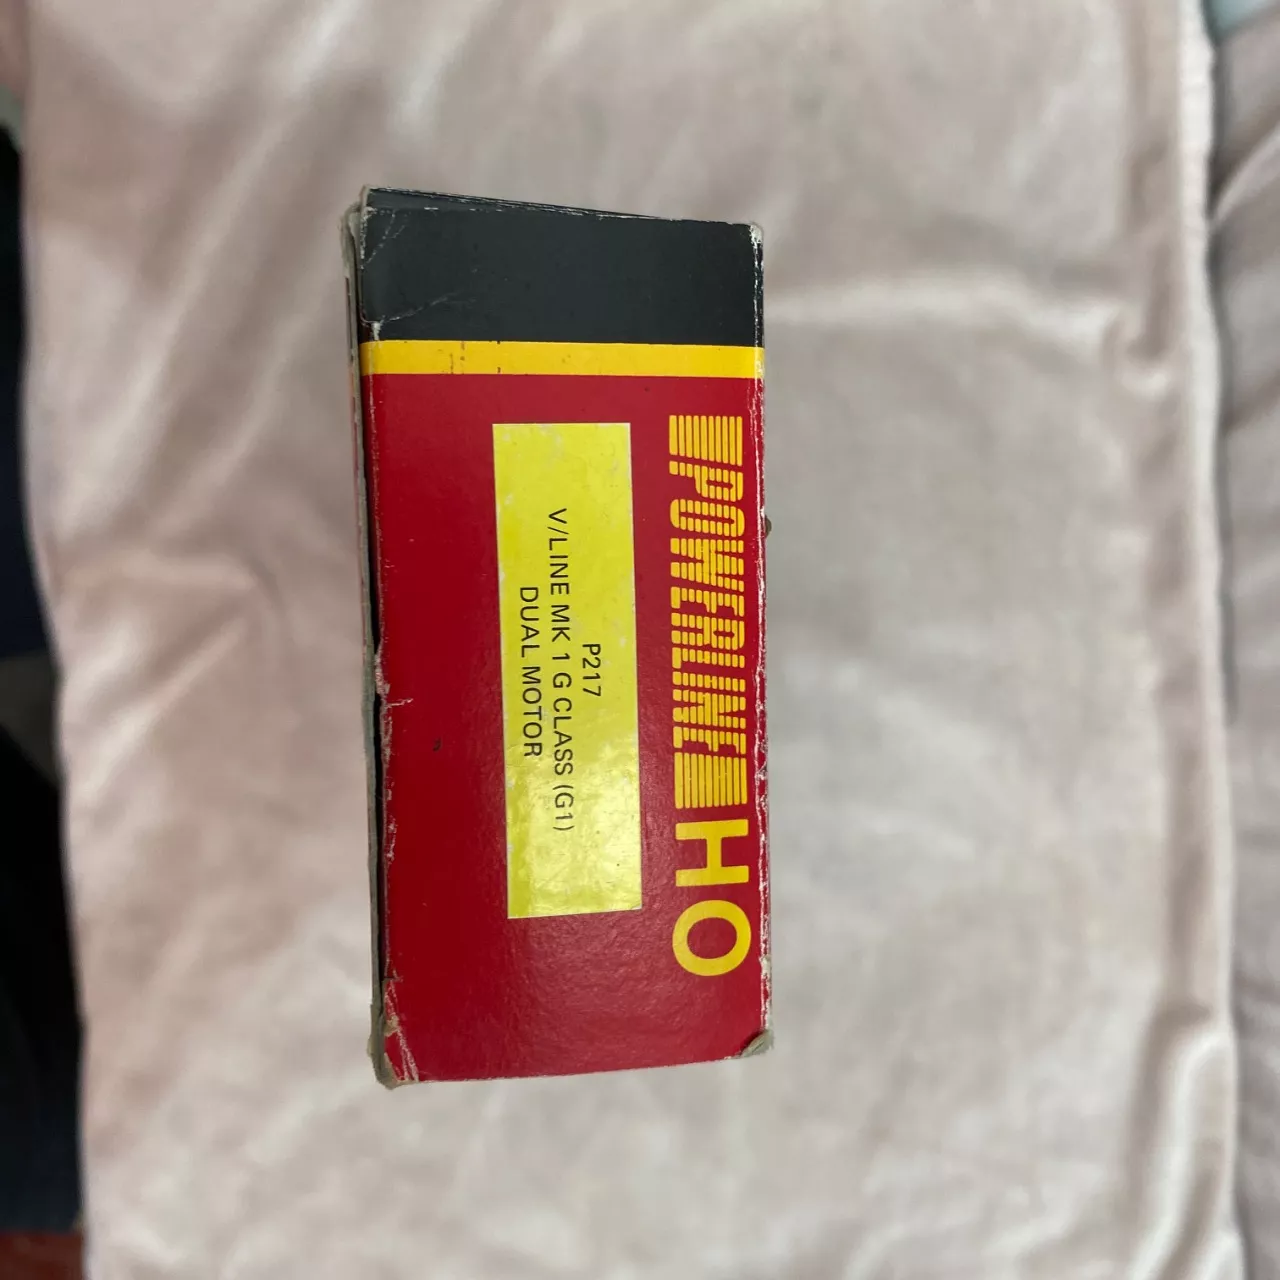 POWERLINE HO
P217
V/LINE MK 1 G CLASS (G1)
DUAL MOTOR